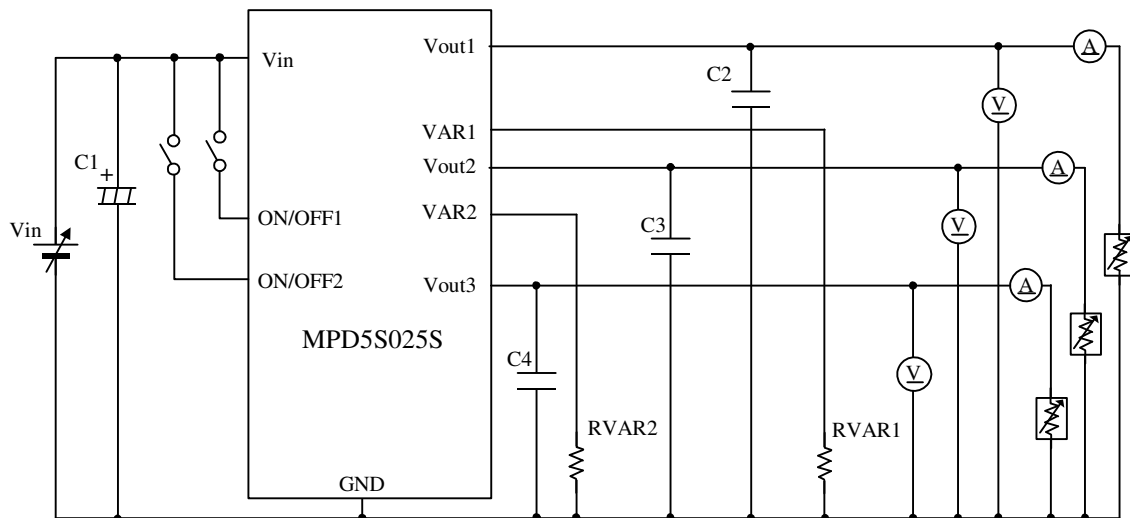 Vin
Vout1
C2
A
V
VAR1
C1
+
Vout2
A
VAR2
C3
V
ON/OFF1
Vin
ON/OFF2
Vout3
A
MPD5S025S
C4
V
RVAR2
RVAR1
GND